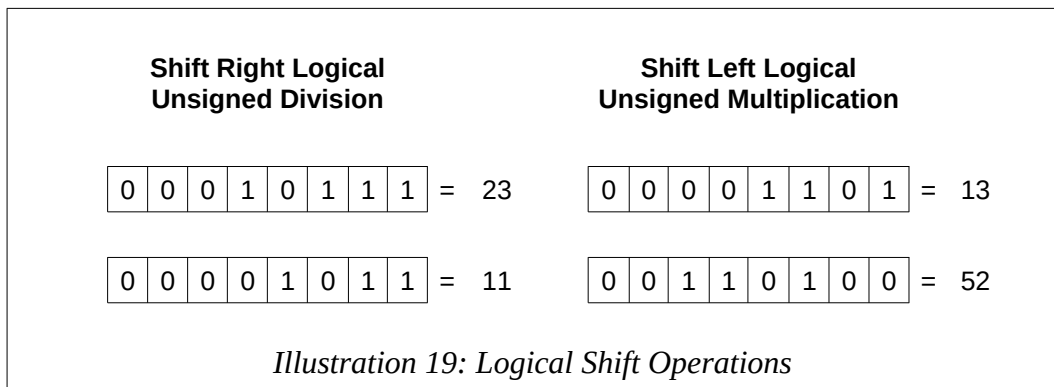 Shift Right Logical
Unsigned Division
0 0 0 1 0 1 1 1 = 23
0 0 0 0 1 0 1 1 = 11
Shift Left Logical
Unsigned Multiplication
0 0 0 0 1 1 0 1 = 13
0 0 1 1 0 1 0 0 = 52
Illustration 19: Logical Shift Operations